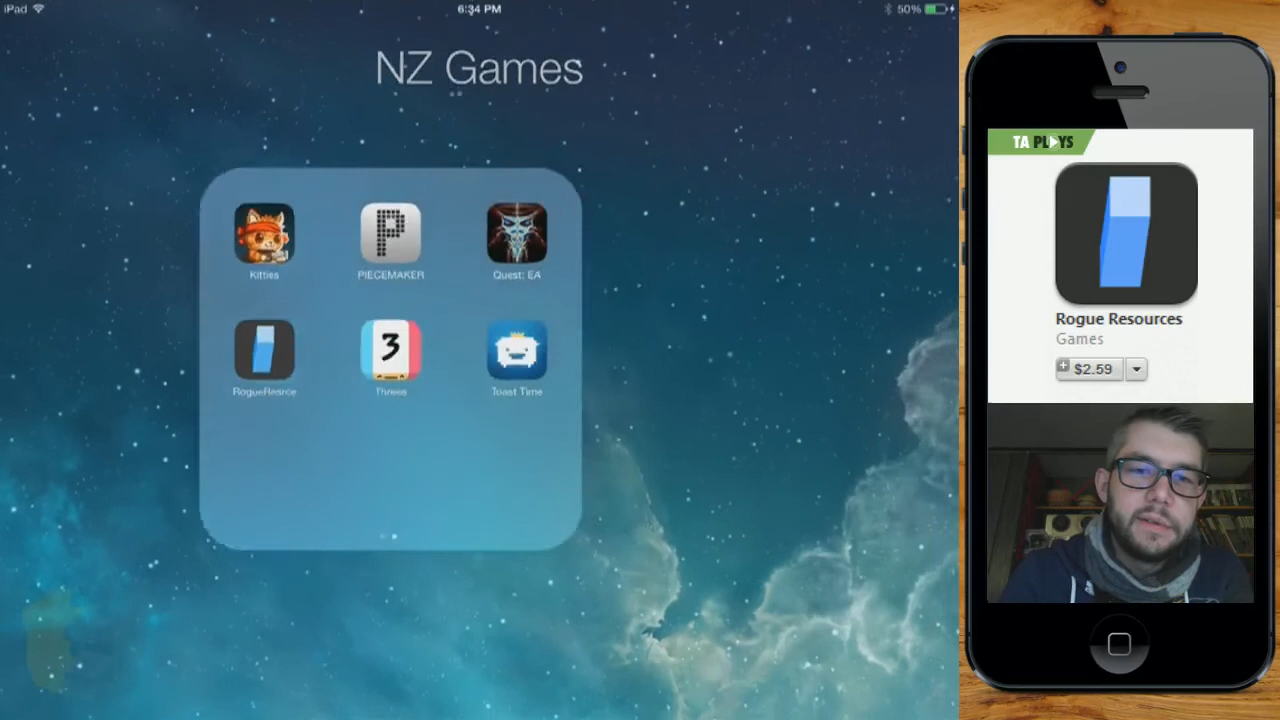 iPad
6:34 PM
50%
NZ Games
Kitties
PIECEMAKER
Quest: EA
RogueResrce
Threes
Toast Time
3
P
TA PLAYS
Rogue Resources
Games
+ $2.59